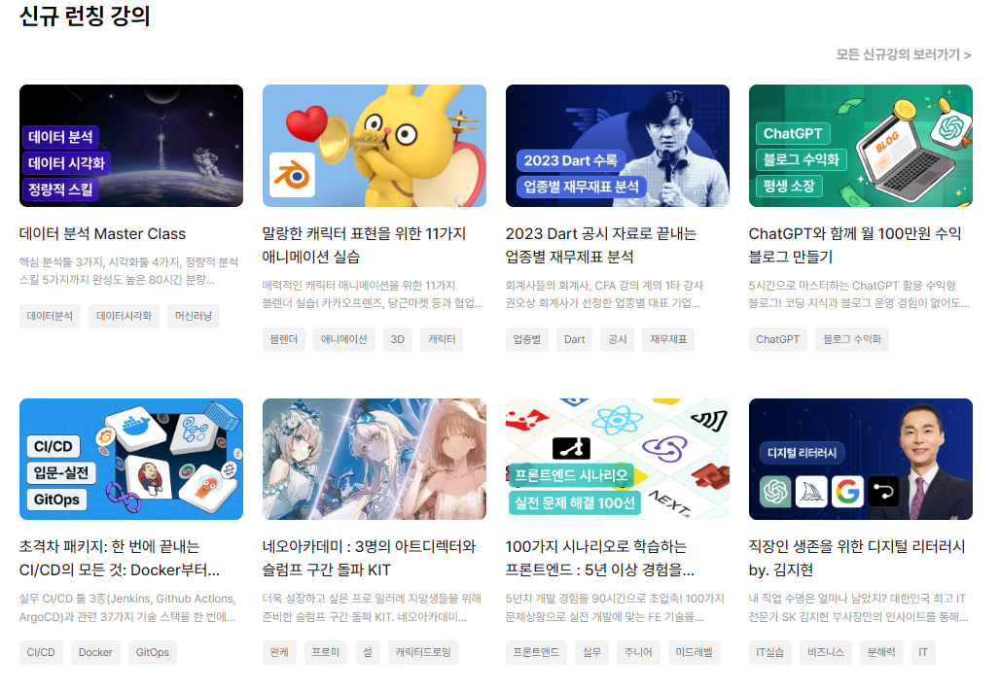 신규 런칭 강의
모든 신규강의 보러가기 >
데이터 분석
데이터 시각화
정량적 스킬
데이터 분석 Master Class
핵심 분석툴 3가지, 시각화툴 4가지, 정량적 분석
스킬 5가지까지 완성도 높은 80시간 분량...
데이터분석
데이터시각화
머신러닝
말랑한 캐릭터 표현을 위한 11가지
애니메이션 실습
매력적인 캐릭터 애니메이션을 위한 11가지
블렌더 실습! 카카오프렌즈, 당근마켓 등과 협업...
블렌더
애니메이션
3D
캐릭터
2023 Dart 수록
업종별 재무제표 분석
2023 Dart 공시 자료로 끝내는
업종별 재무제표 분석
회계사들의 회계사, CFA 강의 계의 1타 강사
권오상 회계사가 선정한 업종별 대표 기업...
업종별
Dart
공시
재무제표
ChatGPT
블로그 수익화
평생 소장
BLOG
ChatGPT와 함께 월 100만원 수익
블로그 만들기
5시간으로 마스터하는 ChatGPT 활용 수익형
블로그! 코딩 지식과 블로그 운영 경험이 없어도...
ChatGPT
블로그 수익화
CI/CD
입문-실전
GitOps
초격차 패키지: 한 번에 끝내는
CI/CD의 모든 것: Docker부터...
실무 CI/CD 툴 3종(Jenkins, Github Actions,
ArgoCD)과 관련 37가지 기술 스택을 한 번에...
CI/CD
Docker
GitOps
네오아카데미 : 3명의 아트디렉터와
슬럼프 구간 돌파 KIT
더욱 성장하고 싶은 프로 일러레 지망생들을 위해
준비한 슬럼프 구간 돌파 KIT. 네오아카데미...
완케
프로피
설
캐릭터드로잉
프론트엔드 시나리오
실전 문제 해결 100선
NEXT.JS
100가지 시나리오로 학습하는
프론트엔드 : 5년 이상 경험을...
5년치 개발 경험을 90시간으로 초압축! 100가지
문제상황으로 실전 개발에 맞는 FE 기술을...
프론트엔드
실무
주니어
미드레벨
디지털 리터러시
직장인 생존을 위한 디지털 리터러시
by. 김지현
내 직업 수명은 얼마나 남았지? 대한민국 최고 IT
전문가 SK 김지현 부사장만의 인사이트를 통해...
IT실습
비즈니스
문해력
IT